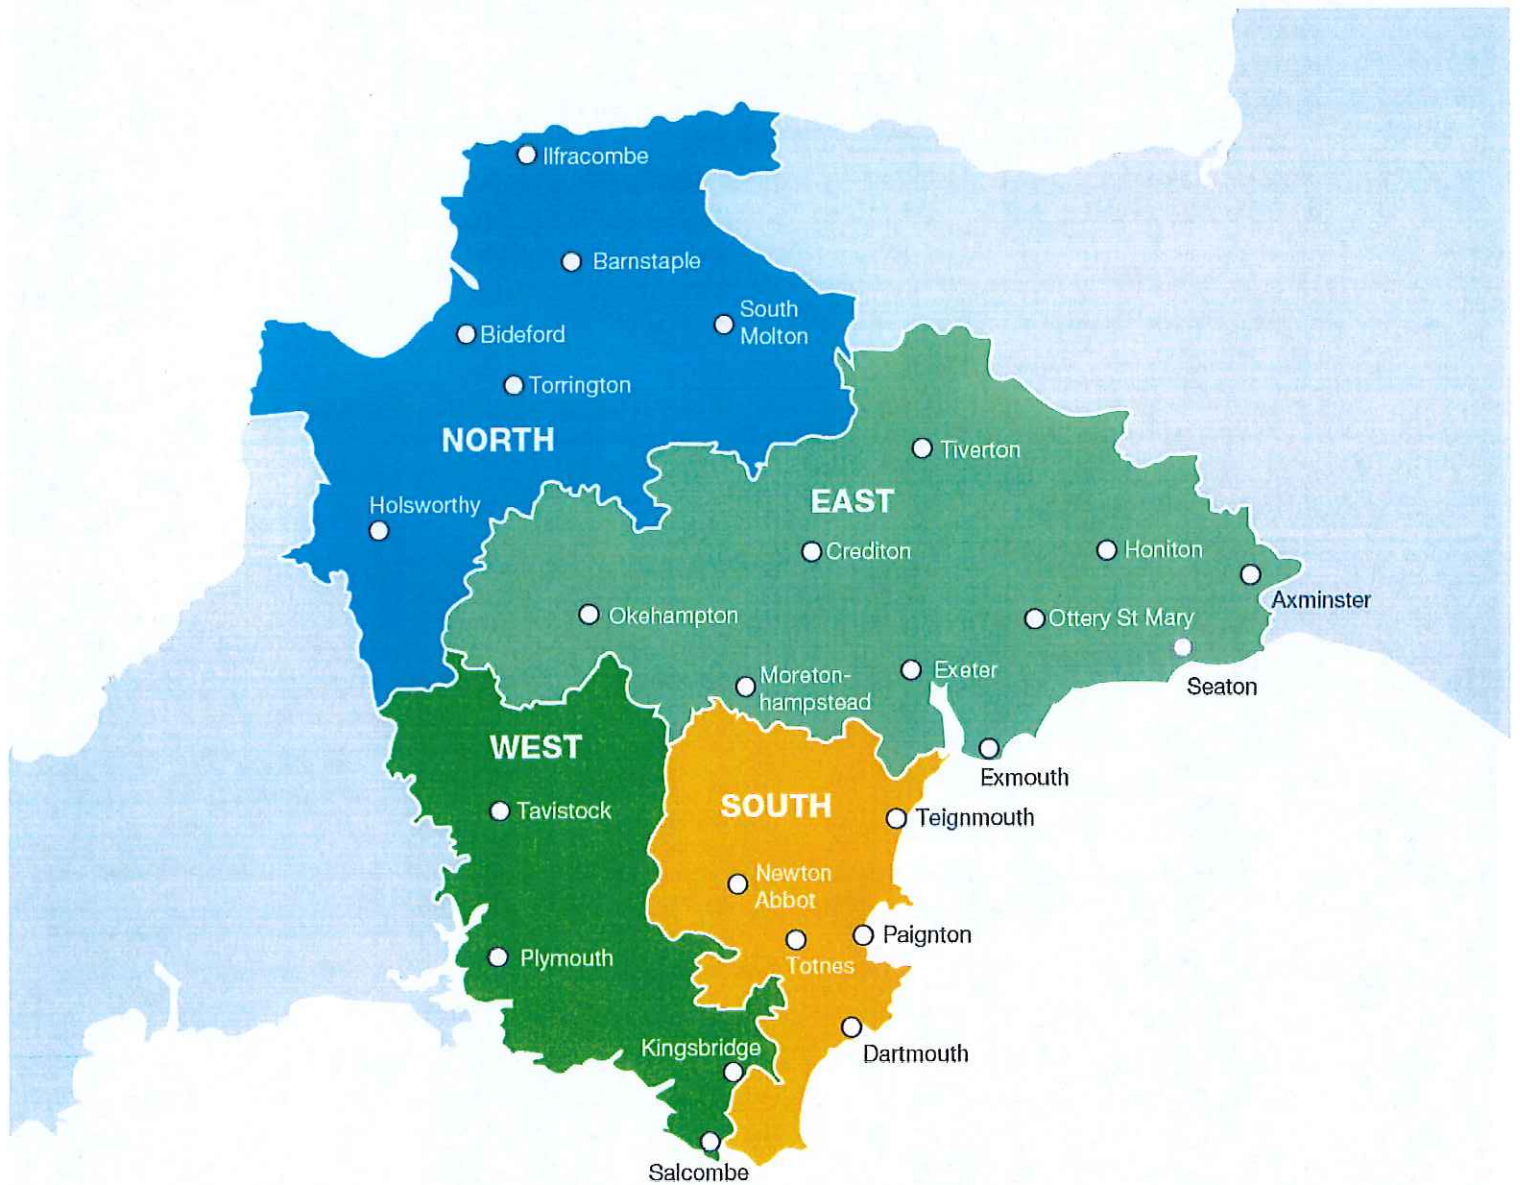 Ilfracombe
Barnstaple
South
Molton
Bideford
Torrington
NORTH
Holsworthy
Tiverton
EAST
Crediton
Honiton
Axminster
Okehampton
Ottery St Mary
Moreton-
hampstead
Exeter
Seaton
WEST
Exmouth
SOUTH
Tavistock
Teignmouth
Newton
Abbot
Paignton
Plymouth
Totnes
Kingsbridge
Dartmouth
Salcombe